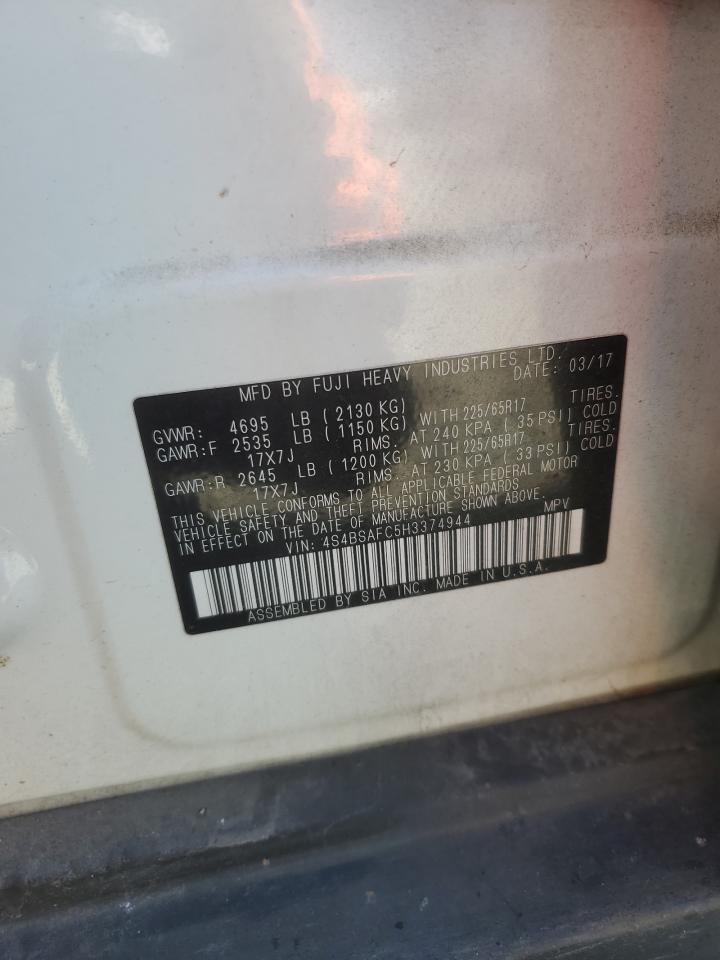 MFD BY FUJI HEAVY INDUSTRIES LTD.
DATE: 03/17
GVWR: 4695 LB ( 2130 KG)
GAWR:F 2535 LB ( 1150 KG) WITH 225/65R17 TIRES.
17X7J RIMS. AT 240 KPA ( 35 PSI) COLD
GAWR:R 2645 LB ( 1200 KG) WITH 225/65R17 TIRES.
17X7J RIMS. AT 230 KPA ( 33 PSI) COLD
THIS VEHICLE CONFORMS TO ALL APPLICABLE FEDERAL MOTOR
VEHICLE SAFETY AND THEFT PREVENTION STANDARDS
IN EFFECT ON THE DATE OF MANUFACTURE SHOWN ABOVE.
VIN: 4S4BSAFC5H3374944 MPV
ASSEMBLED BY SIA INC. MADE IN U.S.A.